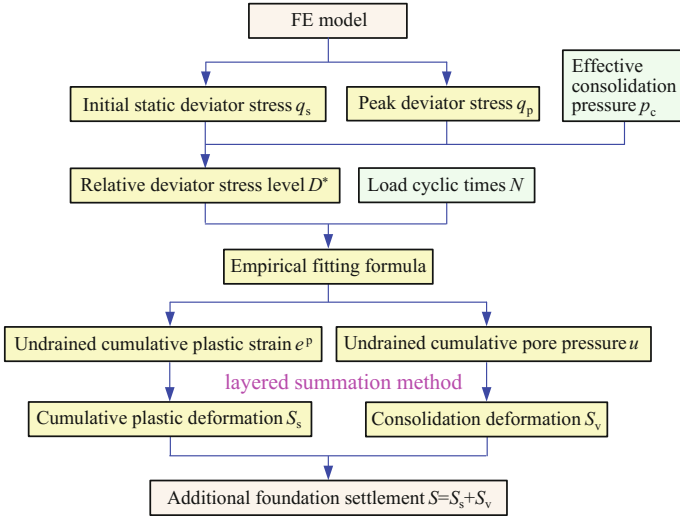 FE model
Initial static deviator stress qs
Peak deviator stress qp
Effective
consolidation
pressure pc
Relative deviator stress level D*
Load cyclic times N
Empirical fitting formula
Undrained cumulative plastic strain eᵖ
Undrained cumulative pore pressure u
layered summation method
Cumulative plastic deformation Ss
Consolidation deformation Sv
Additional foundation settlement S=Ss+Sv